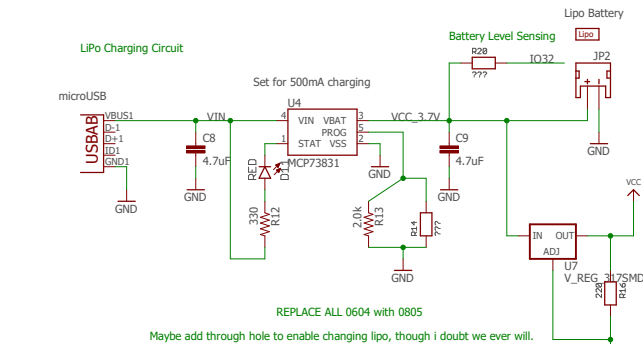 Lipo Battery
LiPo Charging Circuit
Battery Level Sensing
Lipo
R20
???
IO32
JP2
Set for 500mA charging
microUSB
U4
VBUS1
D-1
D+1
ID1
GND1
USBAB
VIN
4
VIN VBAT
3
PROG
5
1
STAT VSS
2
MCP73831
VCC_3.7V
C8
4.7uF
C9
4.7uF
RED
GND
GND
GND
GND
GND
330
R12
2.0k
R13
R14
???
GND
VCC
IN OUT
ADJ
U7
V_REG_317SMD
220
R16
REPLACE ALL 0604 with 0805
Maybe add through hole to enable changing lipo, though i doubt we ever will.